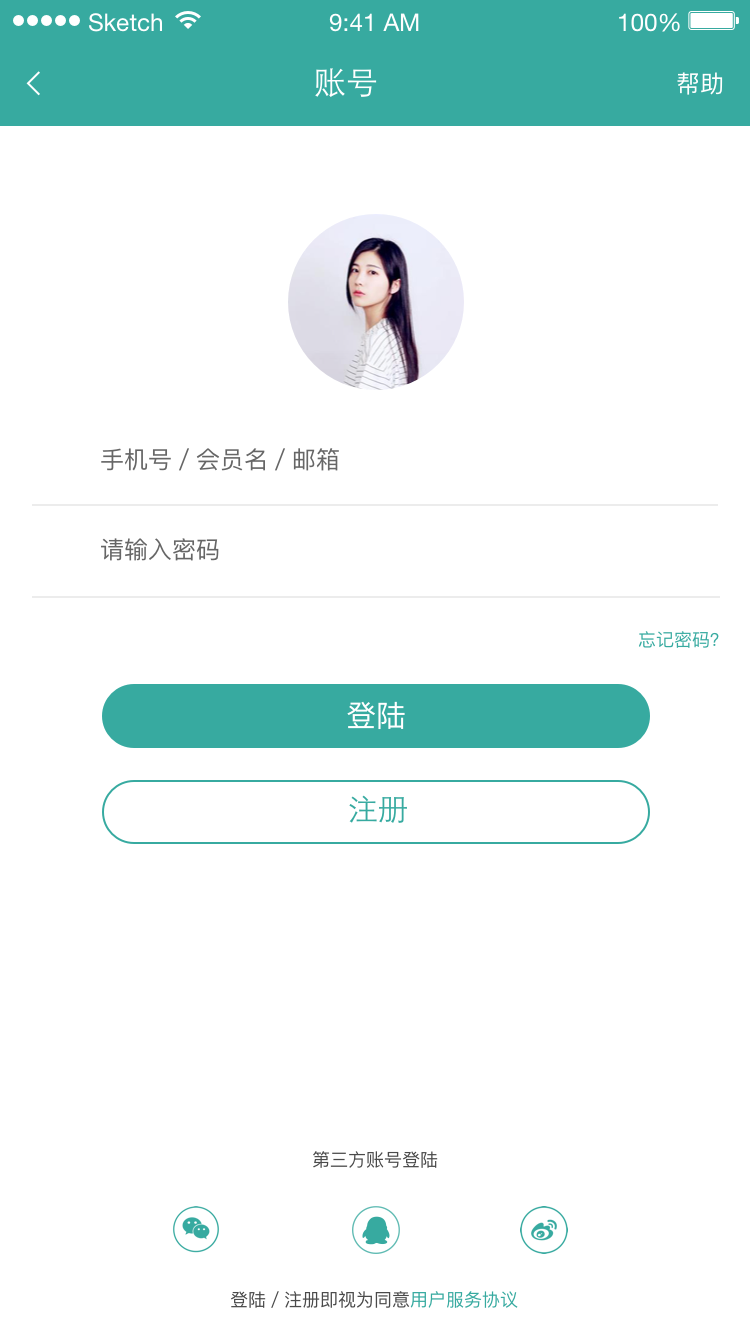 Sketch 9:41 AM 100%
账号 帮助
手机号 / 会员名 / 邮箱
请输入密码
忘记密码?
登陆
注册
第三方账号登陆
登陆 / 注册即视为同意用户服务协议